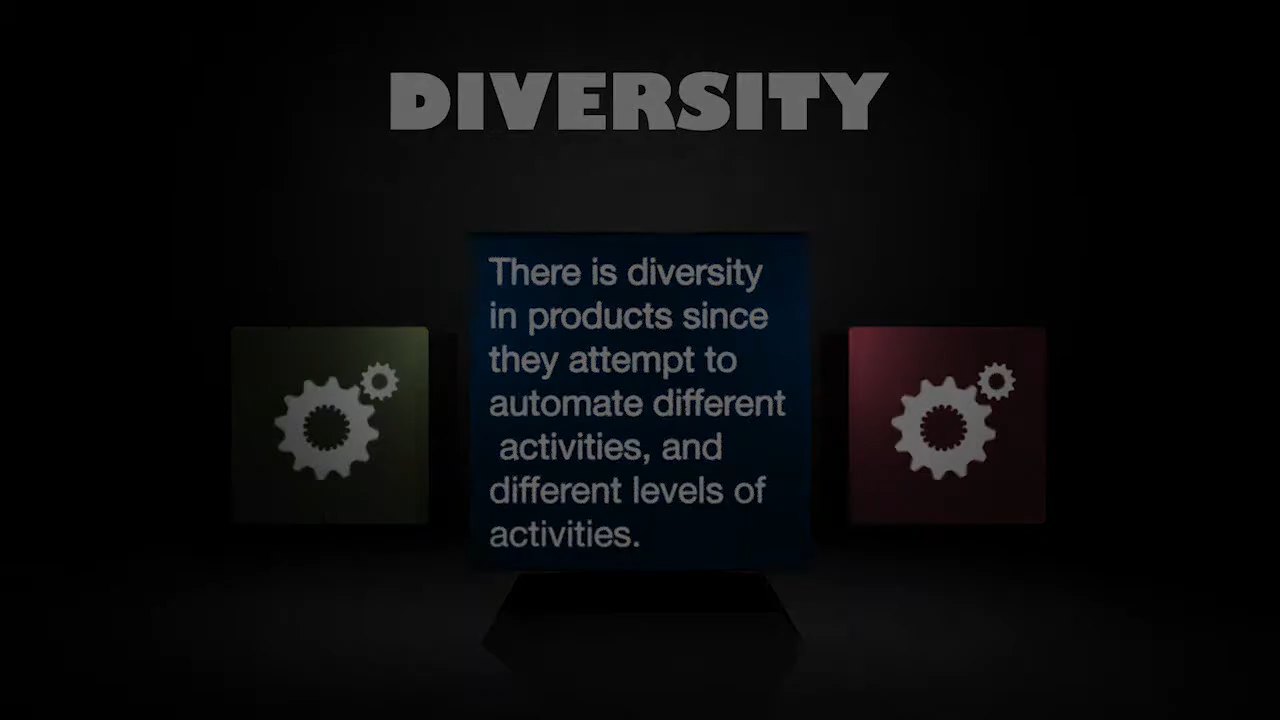 DIVERSITY
There is diversity
in products since
they attempt to
automate different
activities, and
different levels of
activities.